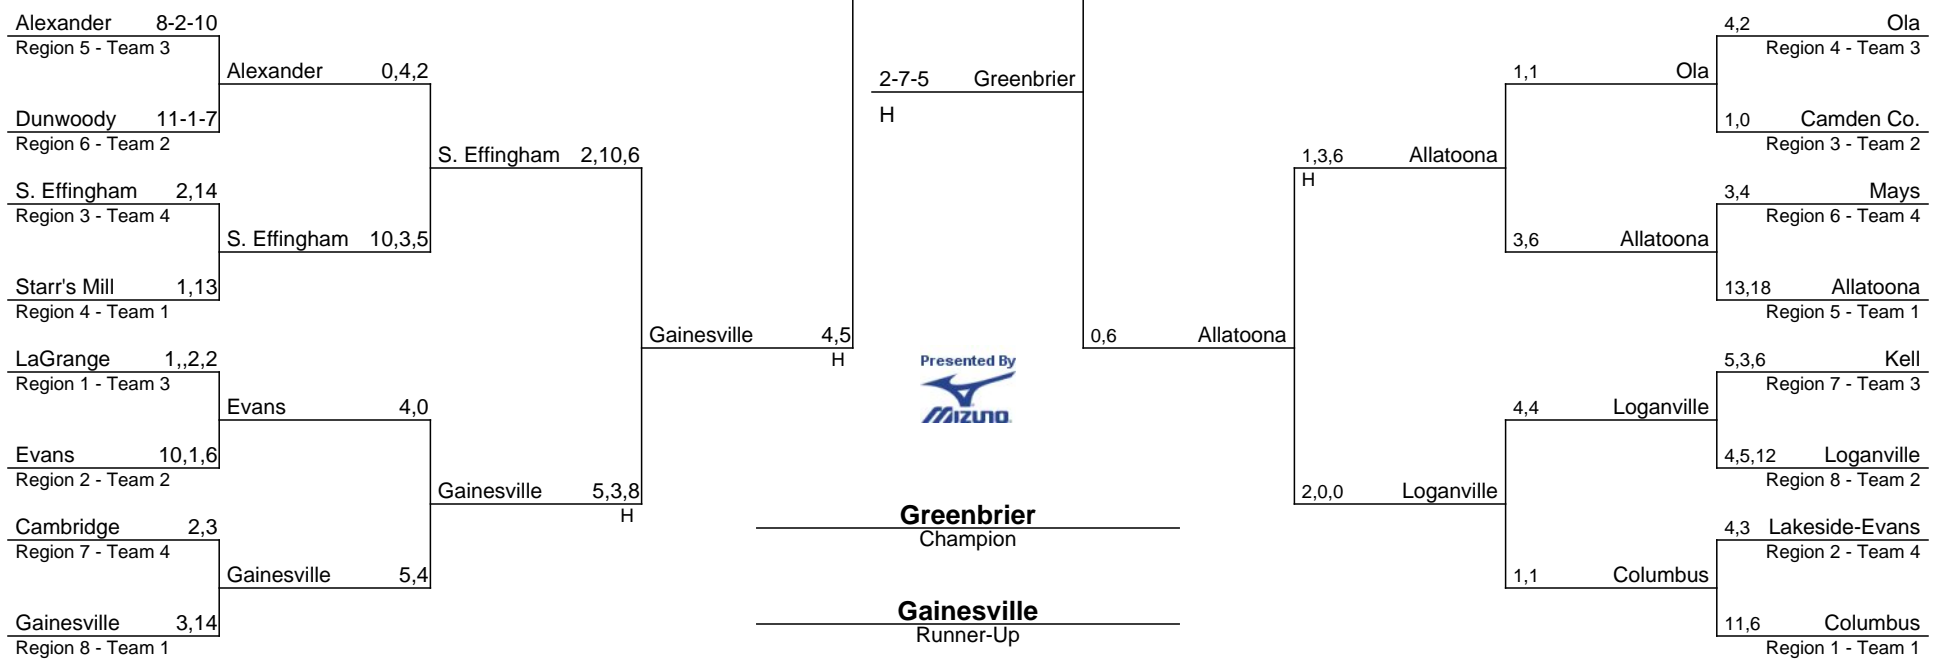 Alexander 8-2-10
Region 5 - Team 3
Alexander 0,4,2
Dunwoody 11-1-7
Region 6 - Team 2
S. Effingham 2,10,6
S. Effingham 2,14
Region 3 - Team 4
S. Effingham 10,3,5
Starr's Mill 1,13
Region 4 - Team 1
Gainesville 4,5
H
LaGrange 1,,2,2
Region 1 - Team 3
Evans 4,0
Evans 10,1,6
Region 2 - Team 2
Gainesville 5,3,8
H
Cambridge 2,3
Region 7 - Team 4
Gainesville 5,4
Gainesville 3,14
Region 8 - Team 1
2-7-5 Greenbrier
H
Presented By
MIZUNO
Greenbrier
Champion
Gainesville
Runner-Up
4,2 Ola
Region 4 - Team 3
1,1 Ola
1,0 Camden Co.
Region 3 - Team 2
1,3,6 Allatoona
H
3,4 Mays
Region 6 - Team 4
3,6 Allatoona
13,18 Allatoona
Region 5 - Team 1
0,6 Allatoona
5,3,6 Kell
Region 7 - Team 3
4,4 Loganville
4,5,12 Loganville
Region 8 - Team 2
2,0,0 Loganville
4,3 Lakeside-Evans
Region 2 - Team 4
1,1 Columbus
11,6 Columbus
Region 1 - Team 1